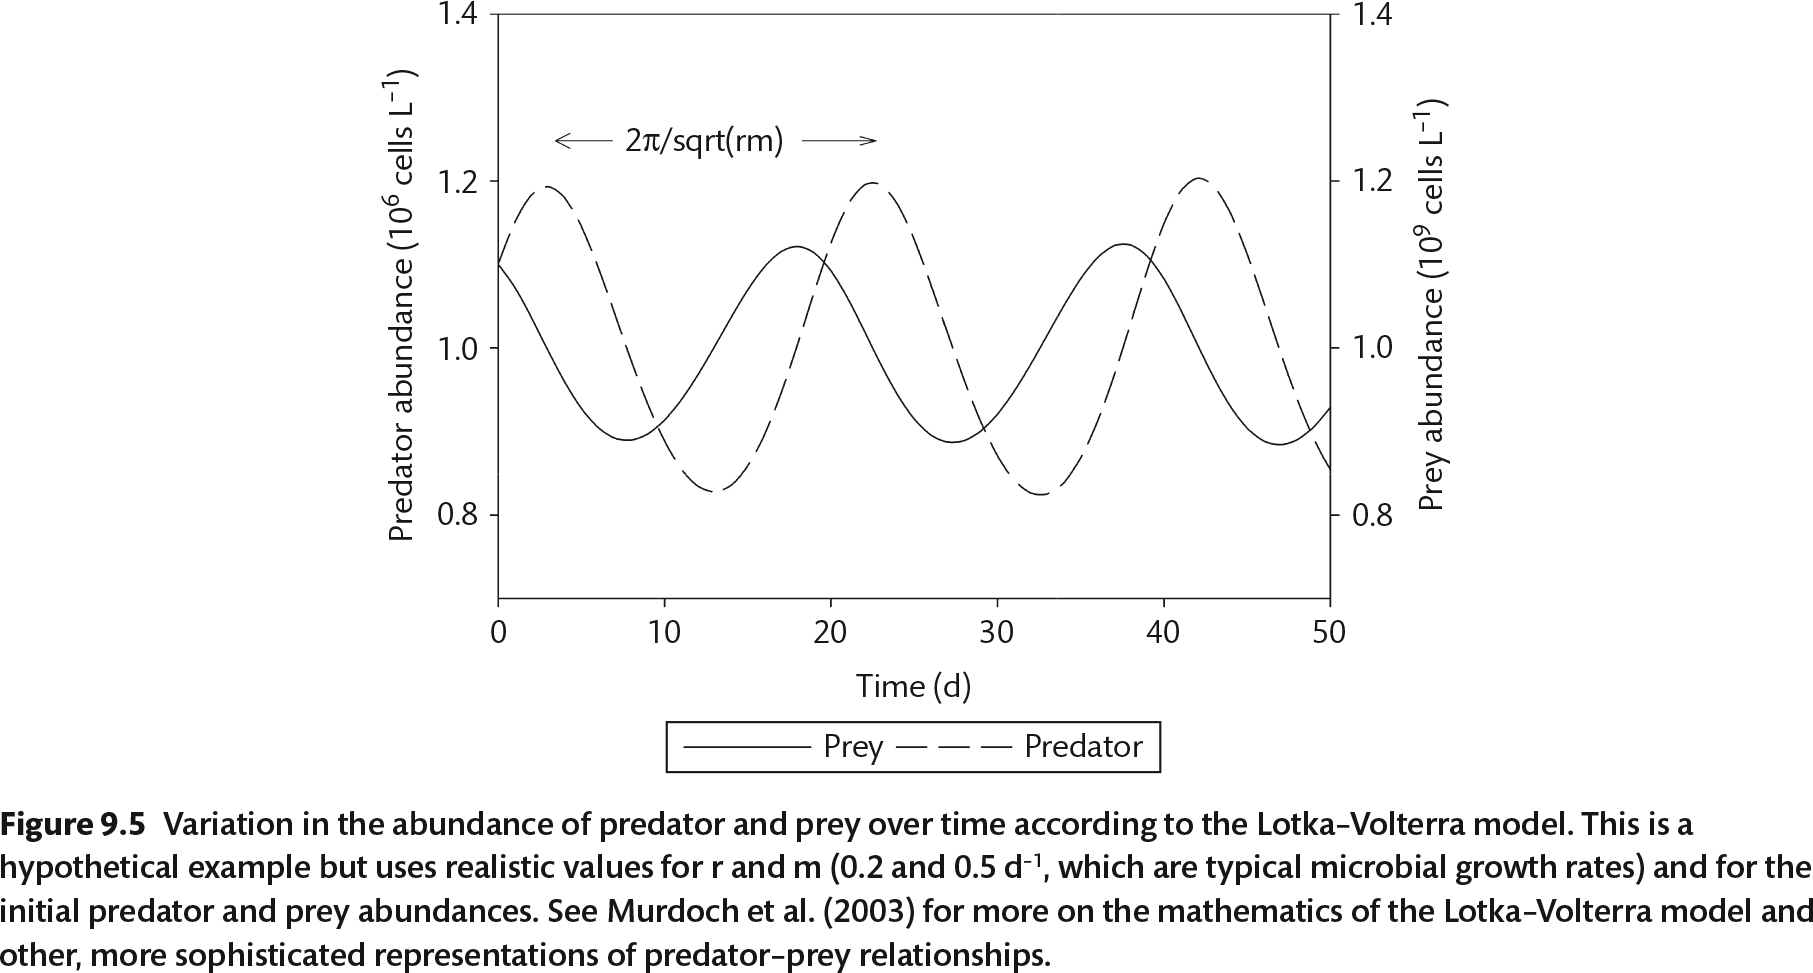 1.4
1.4
2π/sqrt(rm)
1.2
1.2
1.0
1.0
0.8
0.8
Predator abundance (10⁶ cells L⁻¹)
Prey abundance (10⁹ cells L⁻¹)
0 10 20 30 40 50
Time (d)
Prey Predator
Figure 9.5 Variation in the abundance of predator and prey over time according to the Lotka–Volterra model. This is a
hypothetical example but uses realistic values for r and m (0.2 and 0.5 d⁻¹, which are typical microbial growth rates) and for the
initial predator and prey abundances. See Murdoch et al. (2003) for more on the mathematics of the Lotka–Volterra model and
other, more sophisticated representations of predator–prey relationships.